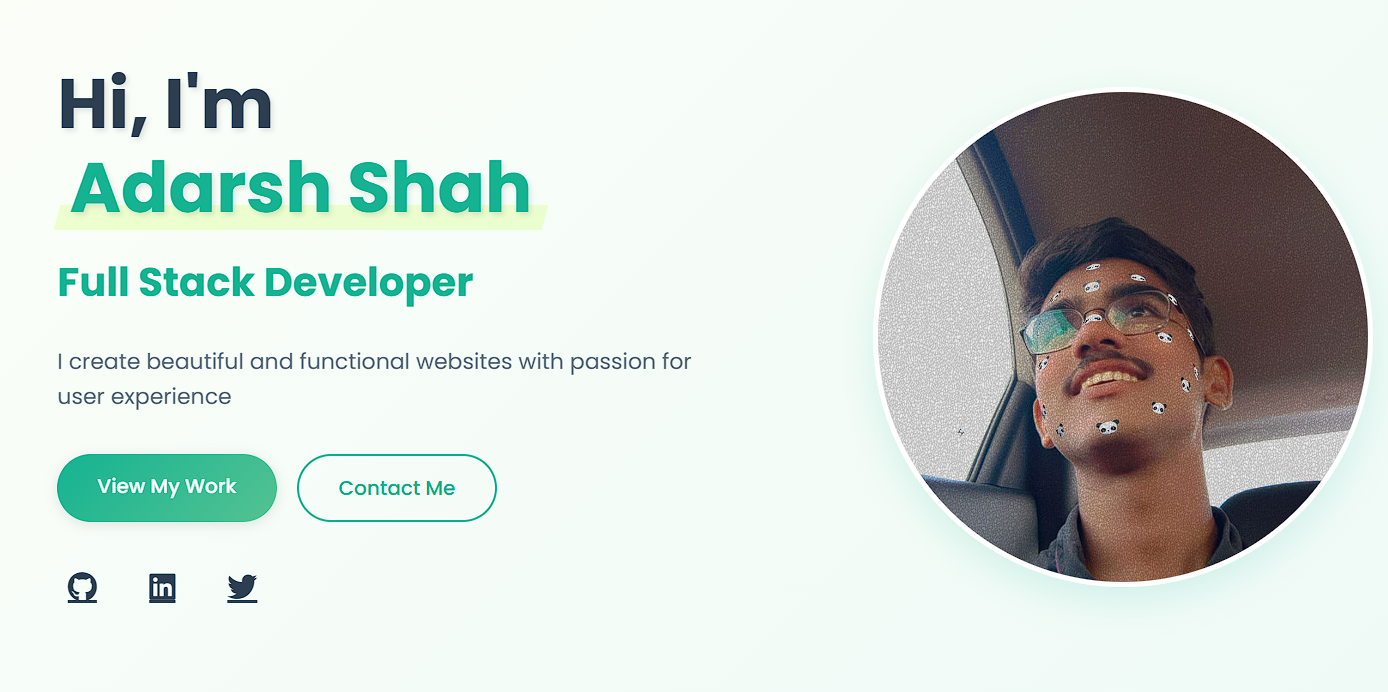 Hi, I'm
Adarsh Shah
Full Stack Developer
I create beautiful and functional websites with passion for
user experience
View My Work
Contact Me
in